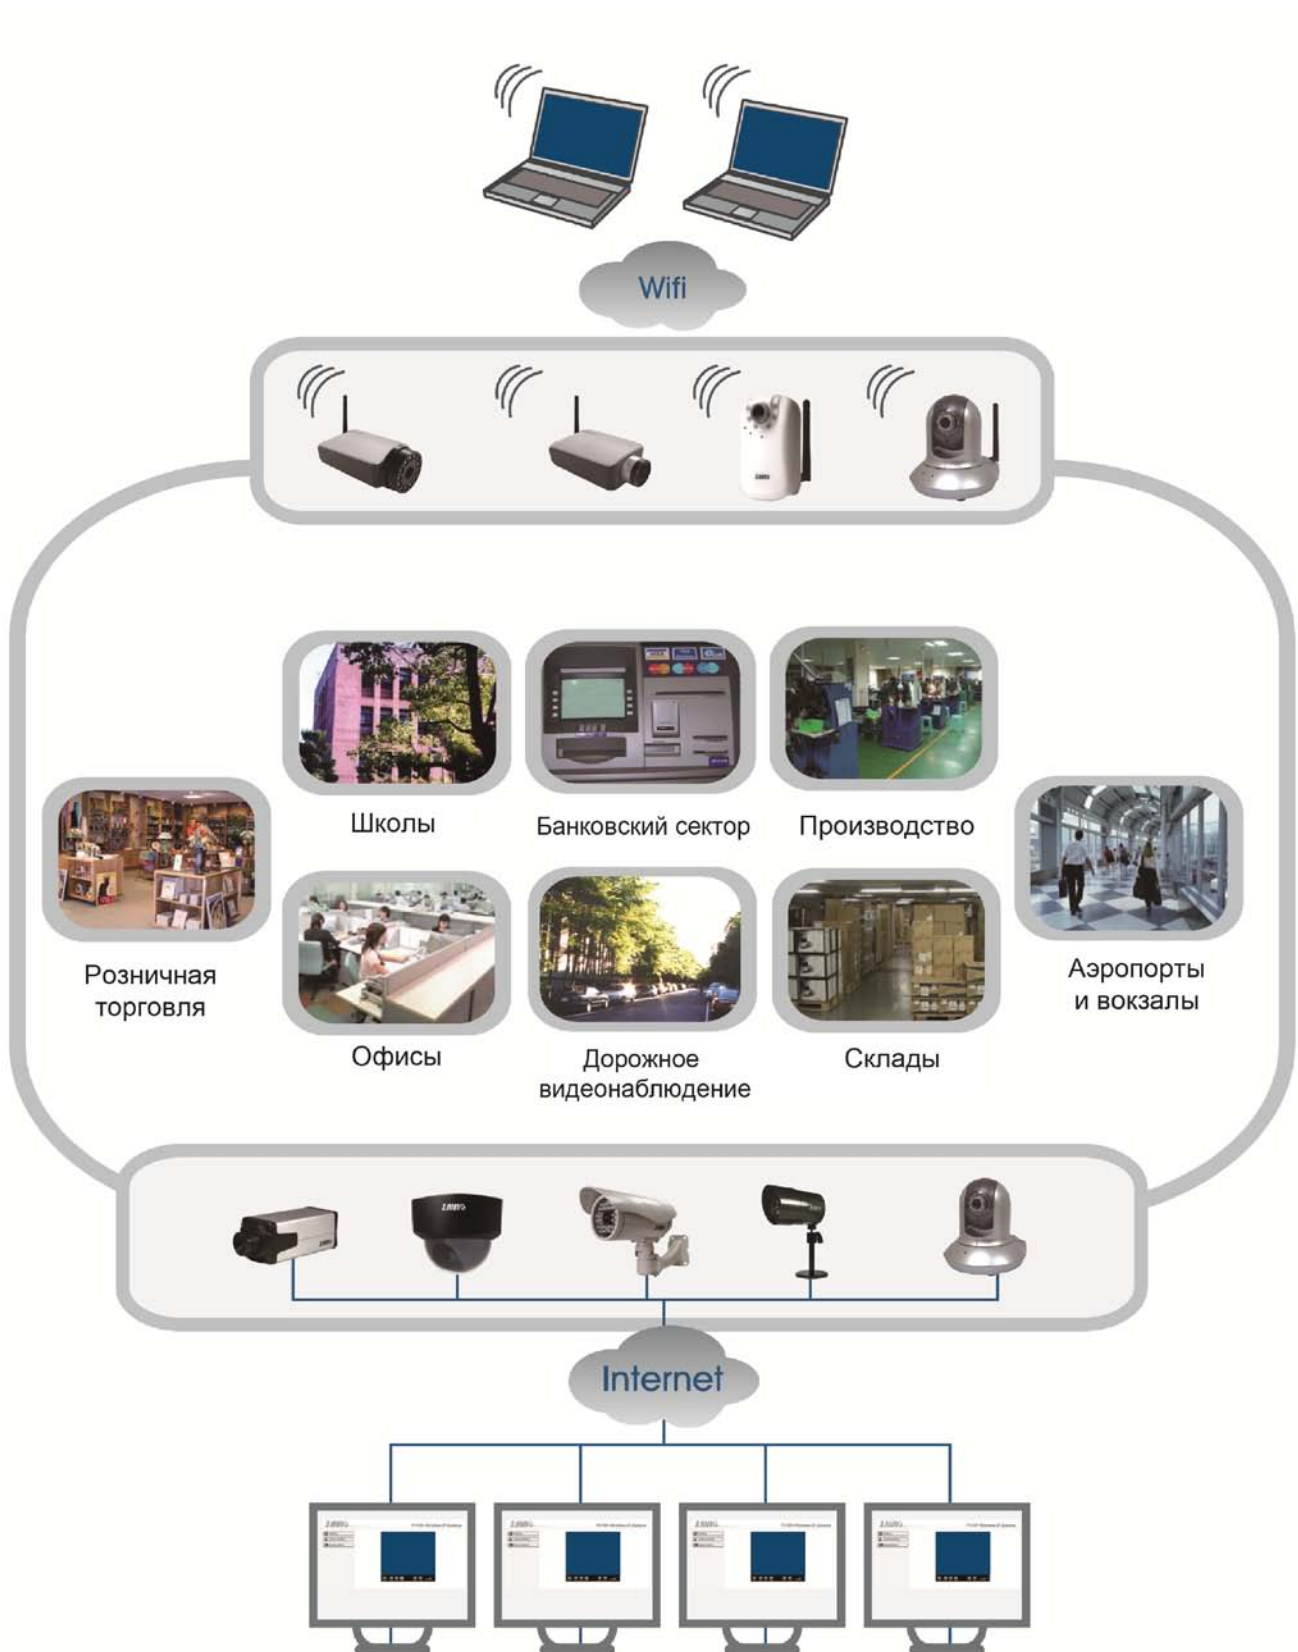 Wifi
Школы
Банковский сектор
Производство
Розничная
торговля
Аэропорты
и вокзалы
Офисы
Дорожное
видеонаблюдение
Склады
Internet